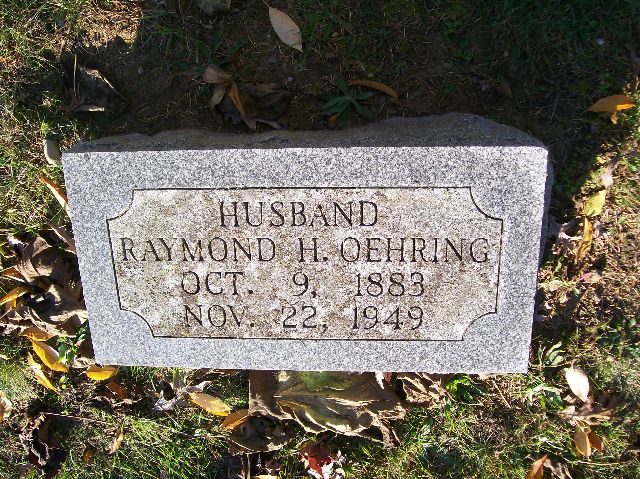 HUSBAND
RAYMOND H. OEHRING
OCT. 9, 1883
NOV. 22, 1949